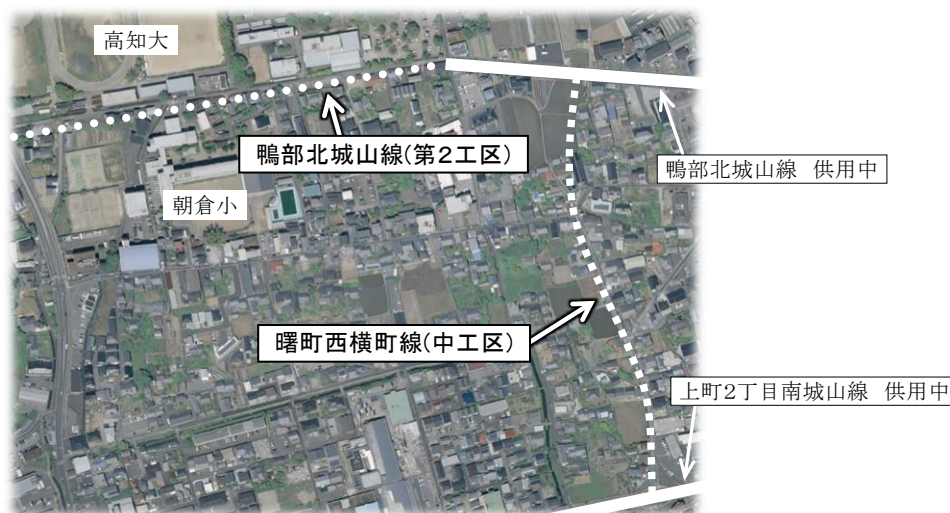 高知大
鴨部北城山線(第2工区)
鴨部北城山線 供用中
朝倉小
曙町西横町線(中工区)
上町2丁目南城山線 供用中